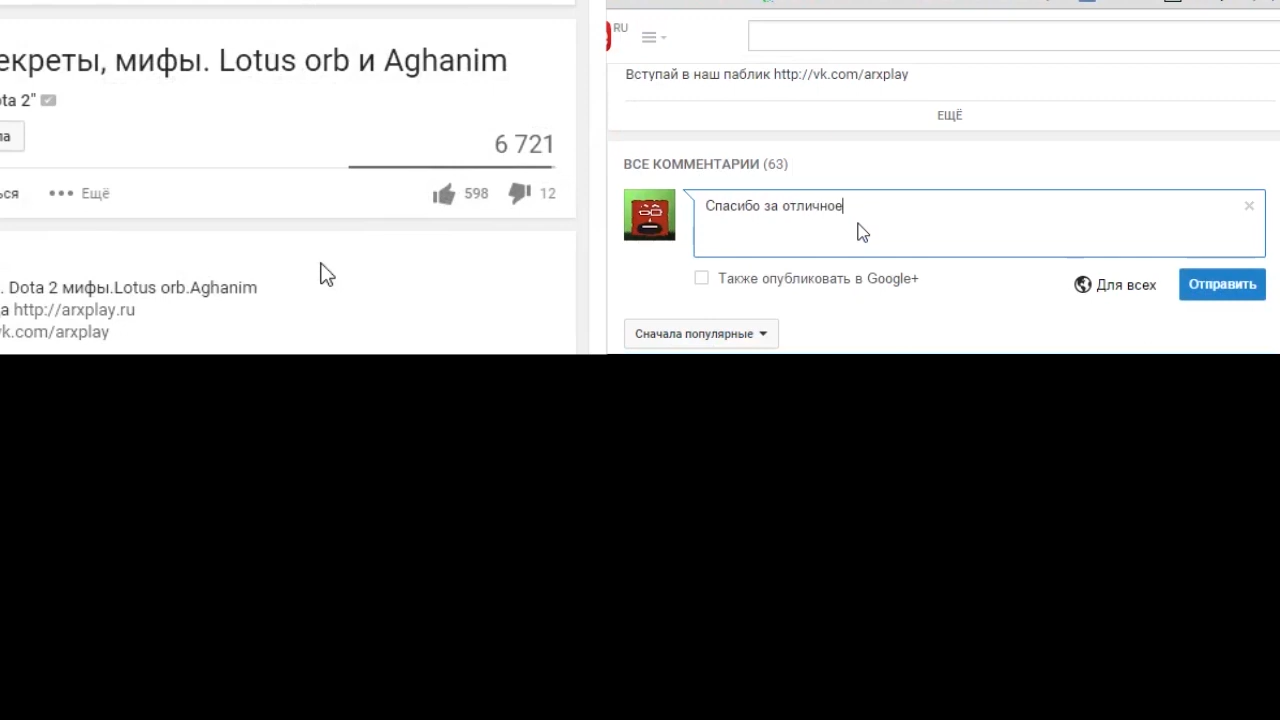 екреты, мифы. Lotus orb и Aghanim
ota 2"
ла
6 721
ься
••• Ещё
598
12
. Dota 2 мифы.Lotus orb.Aghanim
а http://arxplay.ru
vk.com/arxplay
RU
Вступай в наш паблик http://vk.com/arxplay
ЕЩЁ
ВСЕ КОММЕНТАРИИ (63)
Спасибо за отличное
Также опубликовать в Google+
Для всех
Отправить
Сначала популярные